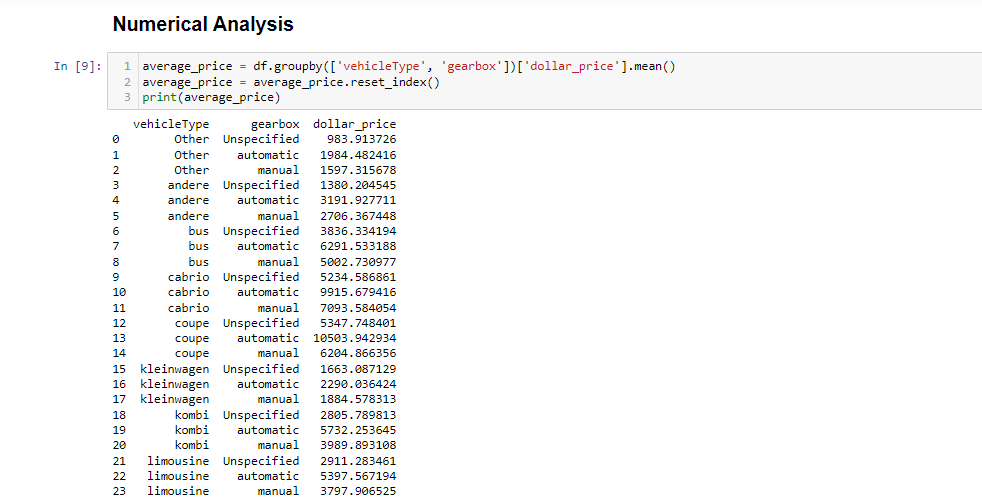 Numerical Analysis
In [9]: 1 average_price = df.groupby(['vehicleType', 'gearbox'])['dollar_price'].mean()
2 average_price = average_price.reset_index()
3 print(average_price)
vehicleType gearbox dollar_price
0 Other Unspecified 983.913726
1 Other automatic 1984.482416
2 Other manual 1597.315678
3 andere Unspecified 1380.204545
4 andere automatic 3191.927711
5 andere manual 2706.367448
6 bus Unspecified 3836.334194
7 bus automatic 6291.533188
8 bus manual 5002.730977
9 cabrio Unspecified 5234.586861
10 cabrio automatic 9915.679416
11 cabrio manual 7093.584054
12 coupe Unspecified 5347.748401
13 coupe automatic 10503.942934
14 coupe manual 6204.866356
15 kleinwagen Unspecified 1663.087129
16 kleinwagen automatic 2290.036424
17 kleinwagen manual 1884.578313
18 kombi Unspecified 2805.789813
19 kombi automatic 5732.253645
20 kombi manual 3989.893108
21 limousine Unspecified 2911.283461
22 limousine automatic 5397.567194
23 limousine manual 3797.906525